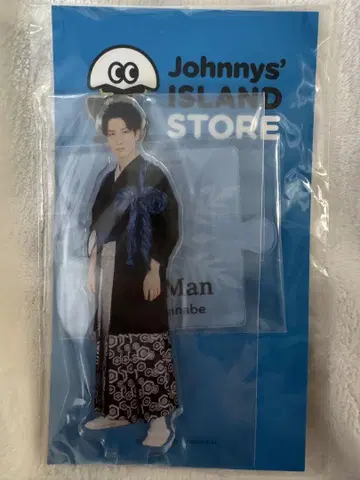 Johnnys'
ISLAND
STORE
Man
nabe